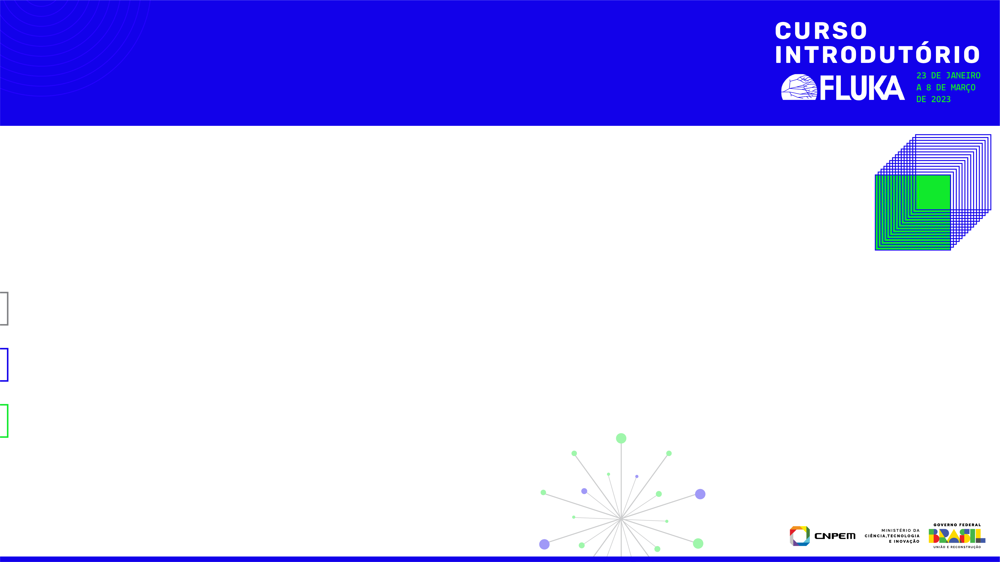 CURSO
INTRODUTÓRIO
FLUKA
23 DE JANEIRO
A 8 DE MARÇO
DE 2023
CNPEM
MINISTÉRIO DA
CIÊNCIA,TECNOLOGIA
E INOVAÇÃO
GOVERNO FEDERAL
BRASIL
UNIÃO E RECONSTRUÇÃO